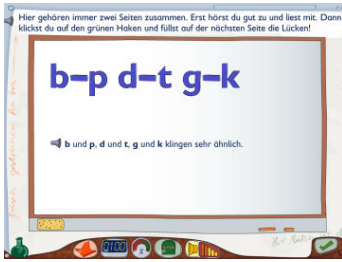 Hier gehören immer zwei Seiten zusammen. Erst hörst du gut zu und liest mit. Dann
klickst du auf den grünen Haken und füllst auf der nächsten Seite die Lücken!
b-p d-t g-k
b und p, d und t, g und k klingen sehr ähnlich.